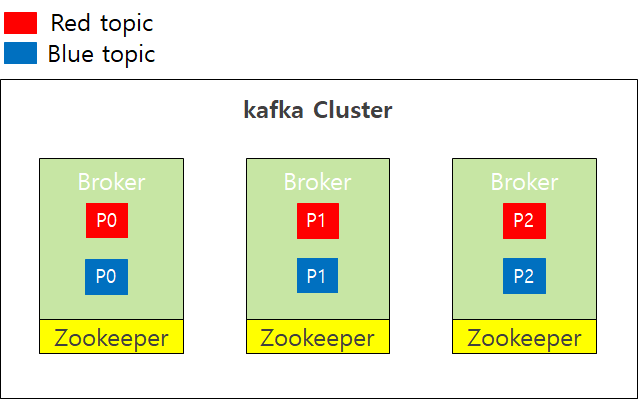 Red topic
Blue topic
kafka Cluster
Broker Broker Broker
P0 P1 P2
P0 P1 P2
Zookeeper Zookeeper Zookeeper